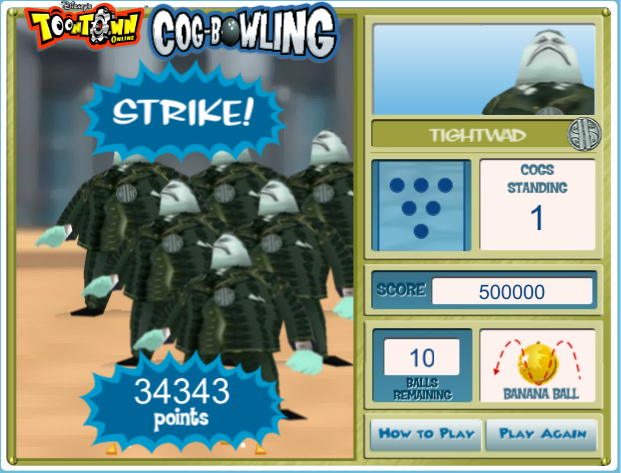 Disney's
TOONTOWN
ONLINE
COG-BOWLING
STRIKE!
34343
points
TIGHTWAD
COGS
STANDING
1
SCORE
500000
10
BALLS
REMAINING
BANANA BALL
HOW TO PLAY
PLAY AGAIN